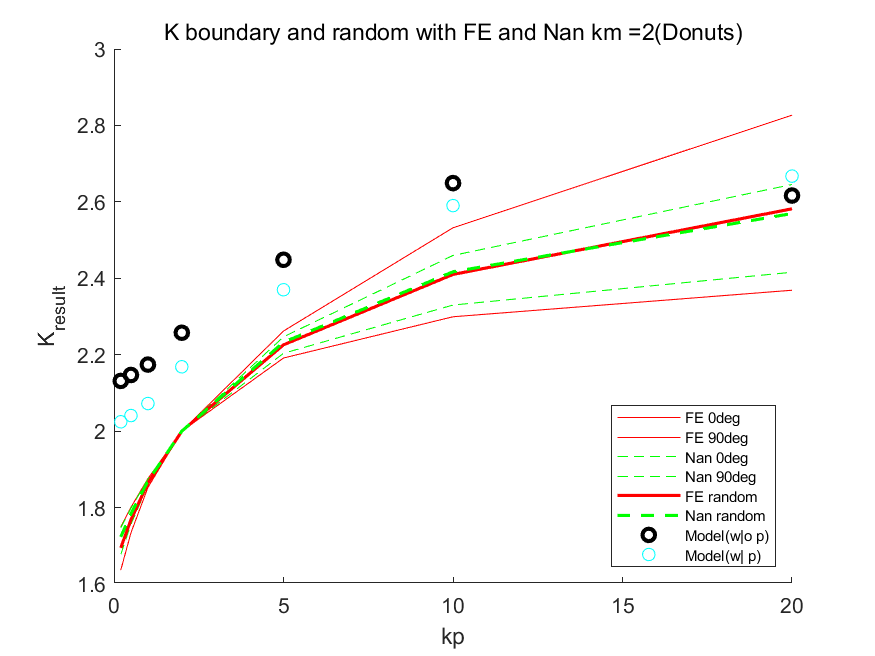 K boundary and random with FE and Nan km =2(Donuts)
3
2.8
2.6
2.4
2.2
2
1.8
1.6
K_result
0 5 10 15 20
kp
FE 0deg
FE 90deg
Nan 0deg
Nan 90deg
FE random
Nan random
Model(w|o p)
Model(w| p)